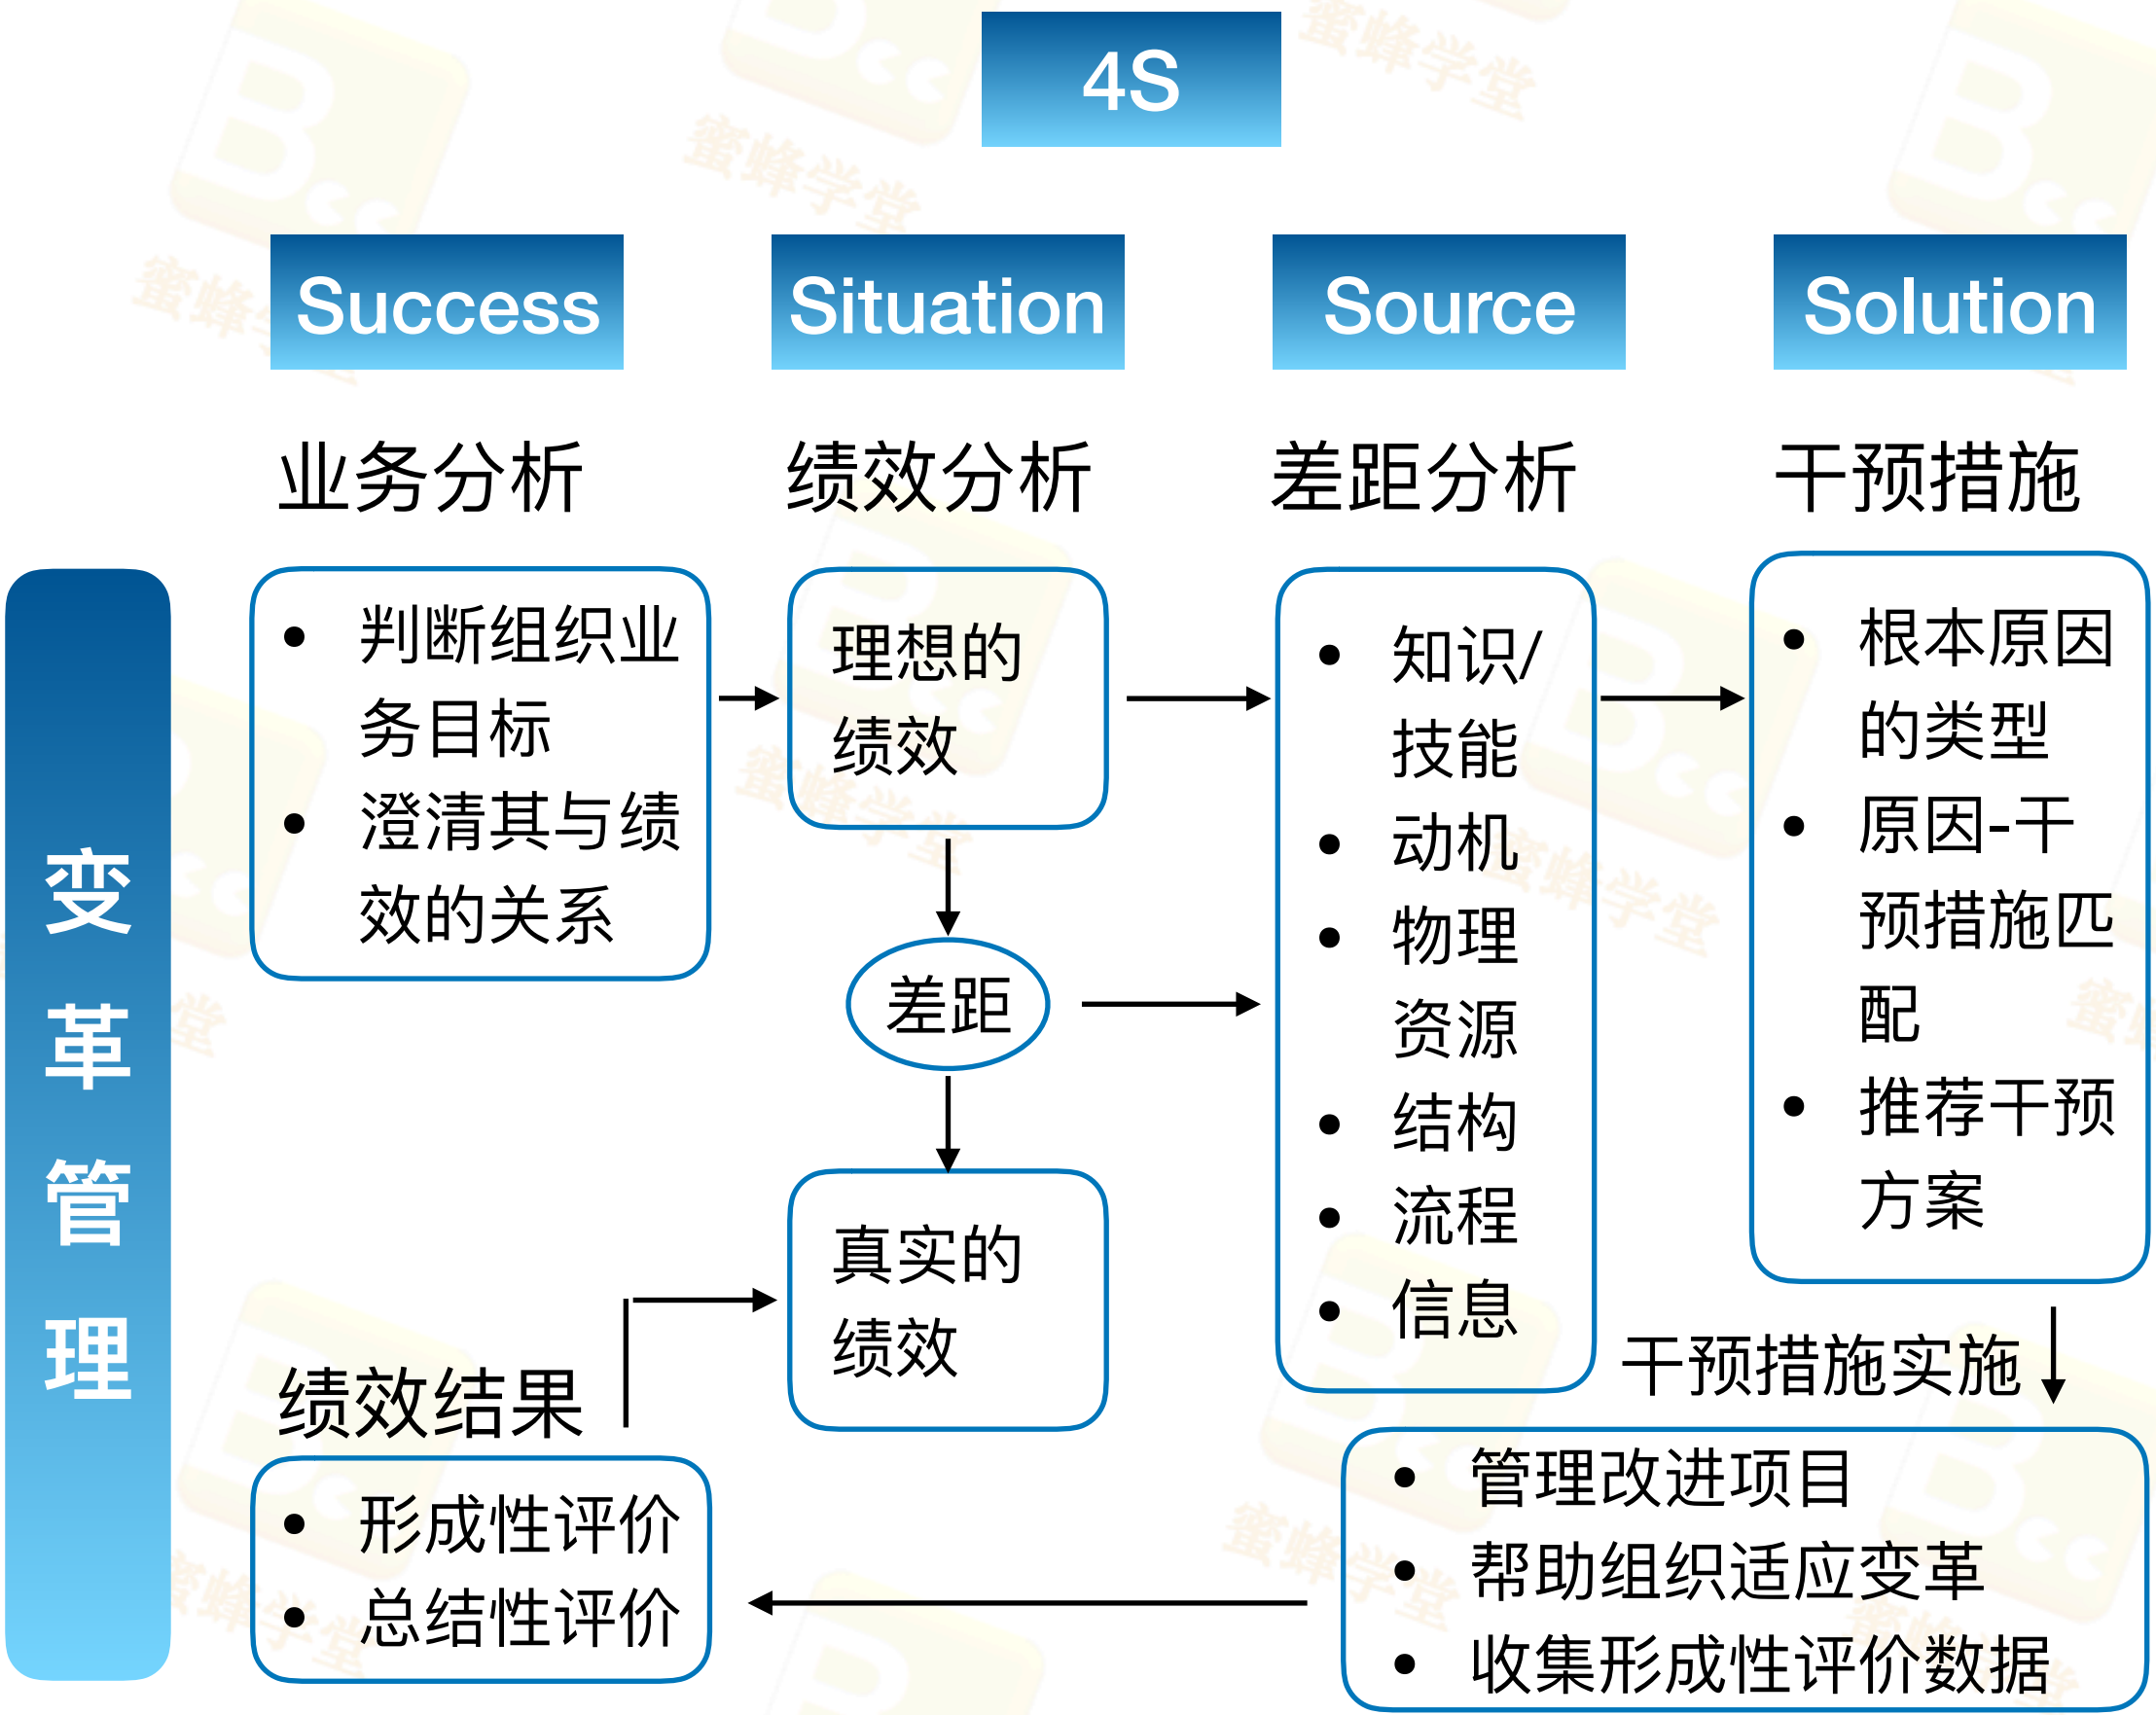 4S
Success
Situation
Source
Solution
业务分析
绩效分析
差距分析
干预措施
变
革
管
理
• 判断组织业
务目标
• 澄清其与绩
效的关系
理想的
绩效
差距
真实的
绩效
• 知识/
技能
• 动机
• 物理
资源
• 结构
• 流程
• 信息
• 根本原因
的类型
• 原因-干
预措施匹
配
• 推荐干预
方案
干预措施实施
• 管理改进项目
• 帮助组织适应变革
• 收集形成性评价数据
绩效结果
• 形成性评价
• 总结性评价
Bee
蜜蜂学堂